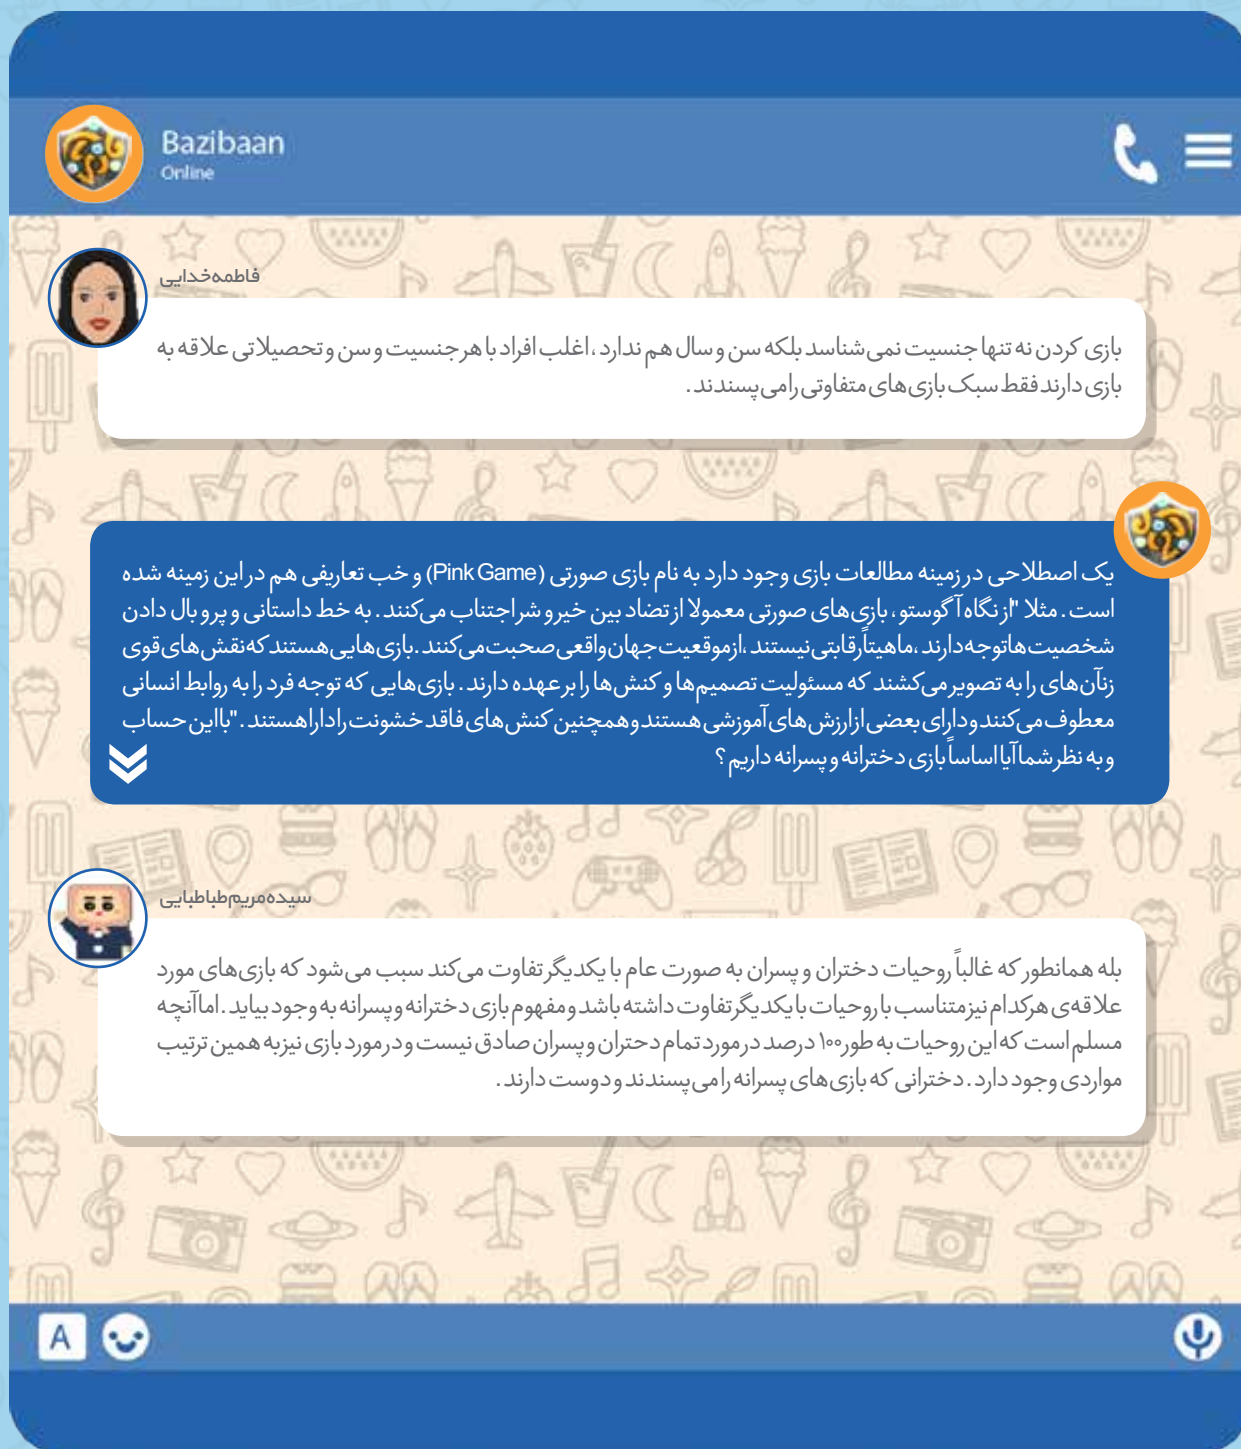 Bazibaan
Online
فاطمه‌خدایی
بازی کردن نه تنها جنسیت نمی‌شناسد بلکه سن و سال هم ندارد ، اغلب افراد با هر جنسیت و سن و تحصیلاتی علاقه به
بازی دارند فقط سبک بازی‌های متفاوتی را می‌پسندند .
یک اصطلاحی در زمینه مطالعات بازی وجود دارد به نام بازی صورتی (Pink Game) و خب تعاریفی هم در این زمینه شده
است . مثلا "از نگاه آگوستو ، بازی‌های صورتی معمولا از تضاد بین خیر و شر اجتناب می‌کنند . به خط داستانی و پر و بال دادن
شخصیت‌ها توجه دارند ، ماهیتاً رقابتی نیستند ، از موقعیت جهان واقعی صحبت می‌کنند . بازی‌هایی هستند که نقش‌های قوی
زنآن‌های را به تصویر می‌کشند که مسئولیت تصمیم‌ها و کنش‌ها را بر عهده دارند . بازی‌هایی که توجه فرد را به روابط انسانی
معطوف می‌کنند و دارای بعضی از ارزش‌های آموزشی هستند و همچنین کنش‌های فاقد خشونت را دارا هستند . "با این حساب
و به نظر شما آیا اساساً بازی دخترانه و پسرانه داریم ؟
سیده‌مریم‌طباطبایی
بله همانطور که غالباً روحیات دختران و پسران به صورت عام با یکدیگر تفاوت می‌کند سبب می‌شود که بازی‌های مورد
علاقه‌ی هرکدام نیز متناسب با روحیات با یکدیگر تفاوت داشته باشد و مفهوم بازی دخترانه و پسرانه به وجود بیاید . اما آنچه
مسلم است که این روحیات به طور ۱۰۰ درصد در مورد تمام دحتران و پسران صادق نیست و در مورد بازی نیز به همین ترتیب
مواردی وجود دارد . دخترانی که بازی‌های پسرانه را می‌پسندند و دوست دارند .
A